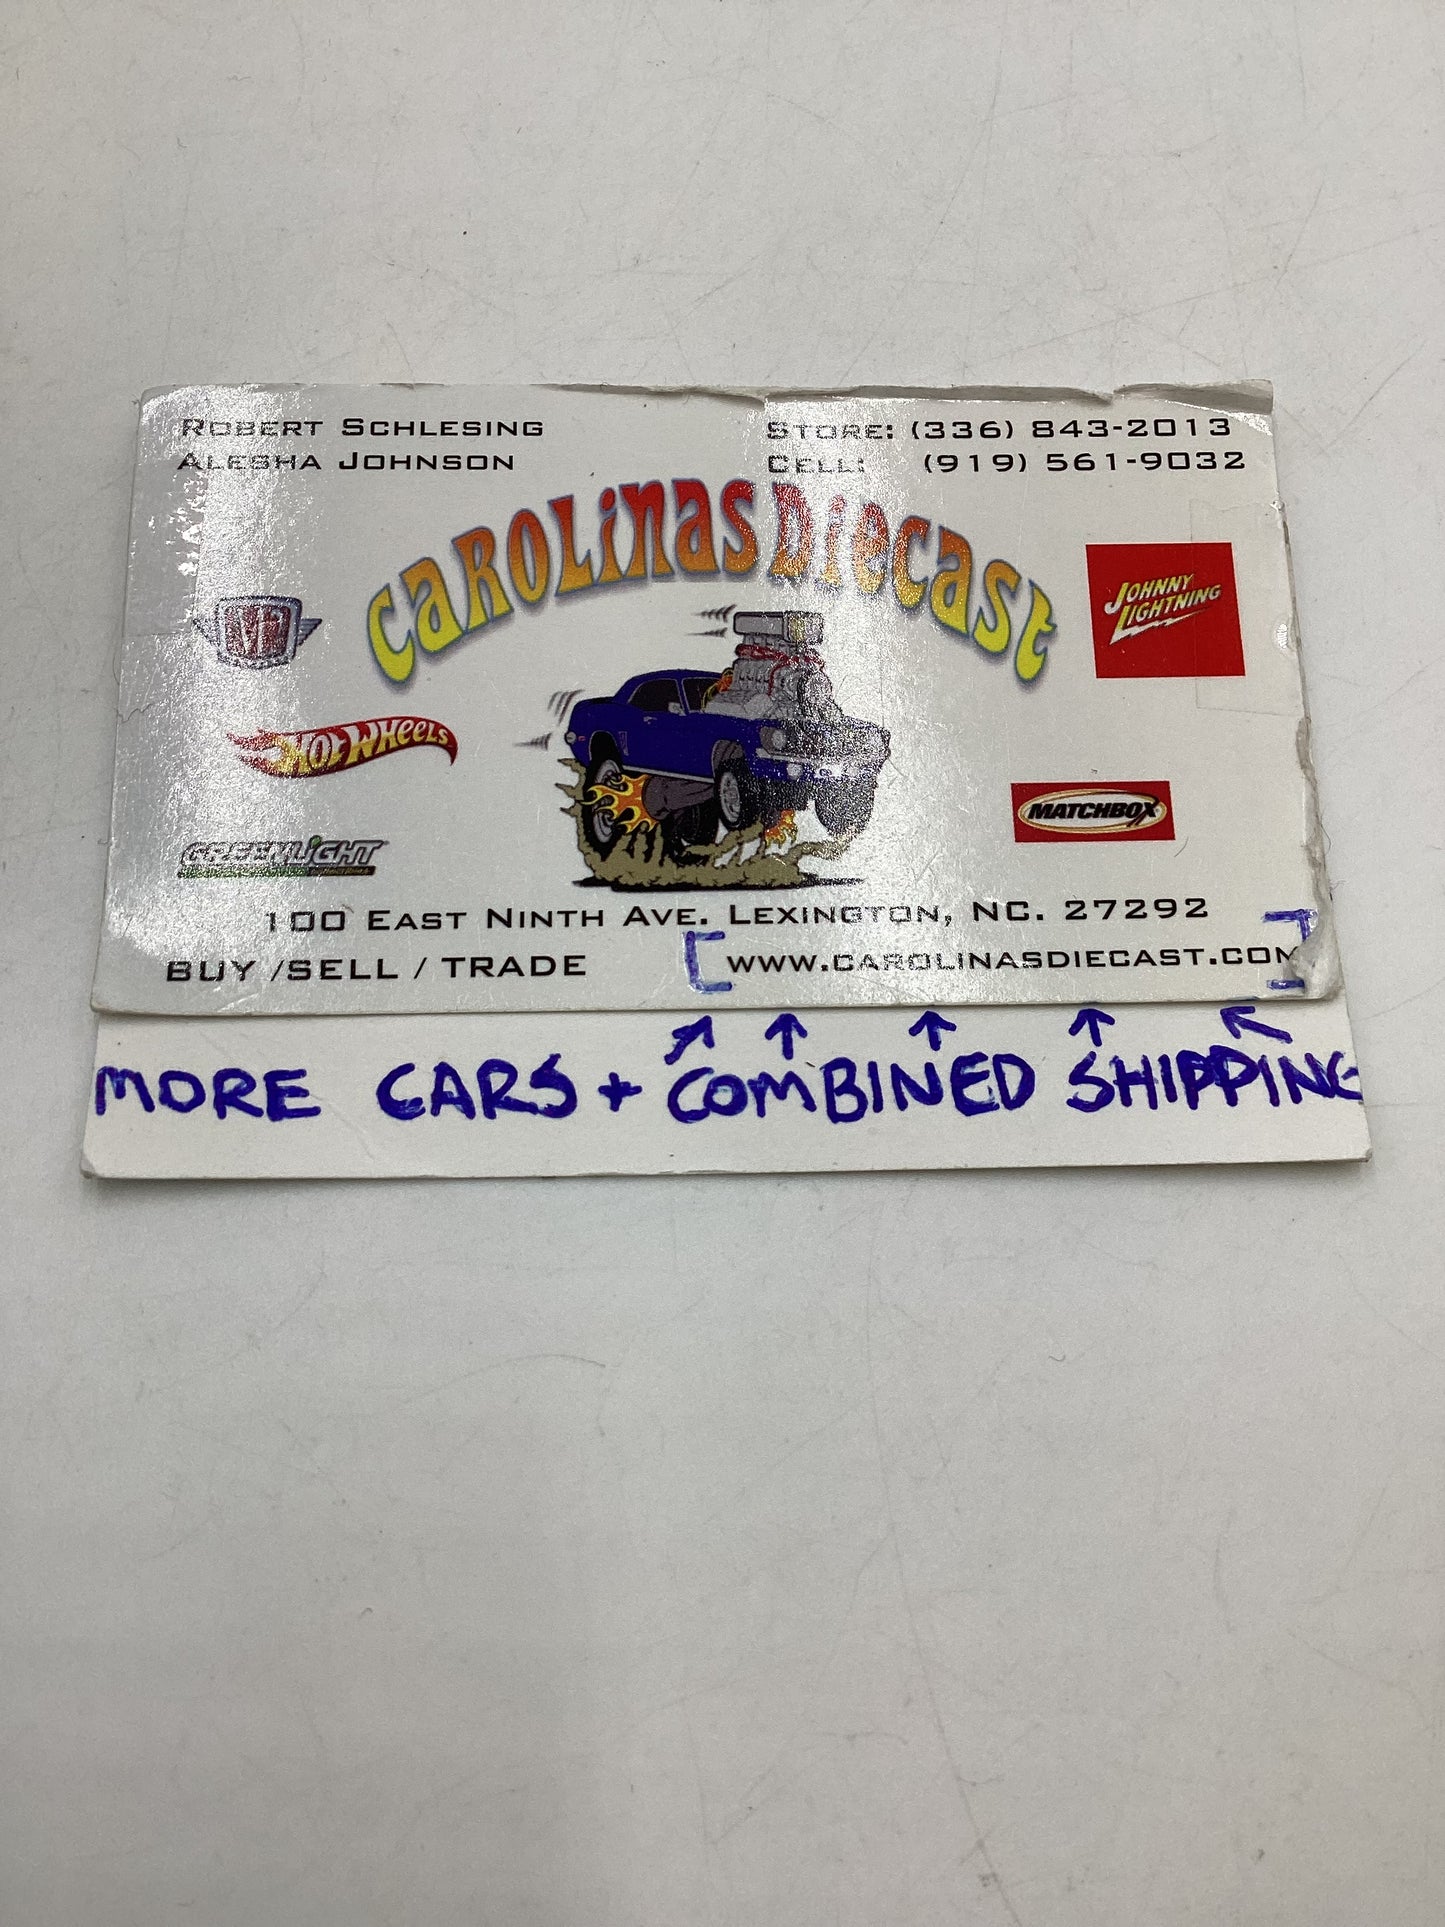 ROBERT SCHLESING
ALESHA JOHNSON
STORE: (336) 843-2013
CELL: (919) 561-9032
CAROLINAS DIECAST
M2
JOHNNY LIGHTNING
HOT WHEELS
MATCHBOX
GREENLIGHT
100 EAST NINTH AVE. LEXINGTON, NC. 27292
BUY /SELL / TRADE
WWW.CAROLINASDIECAST.COM
MORE CARS + COMBINED SHIPPING